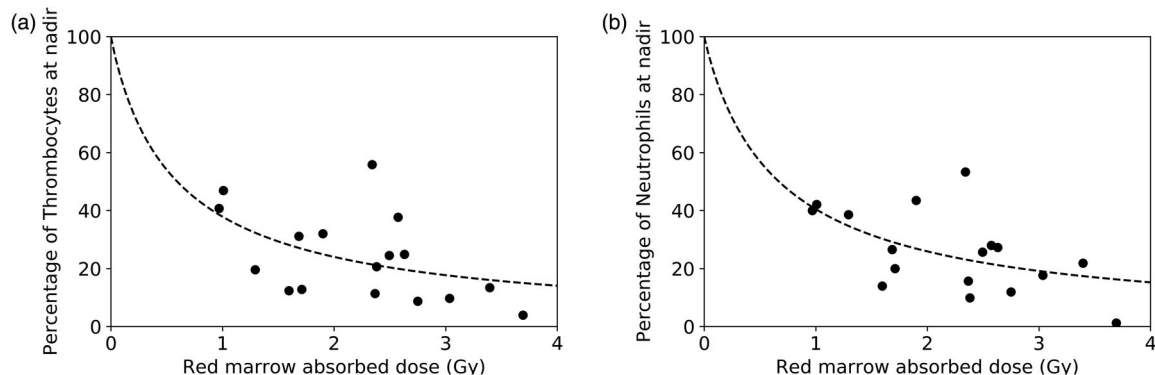 (a)
Percentage of Thrombocytes at nadir
100
80
60
40
20
0
0 1 2 3 4
Red marrow absorbed dose (Gy)
(b)
Percentage of Neutrophils at nadir
100
80
60
40
20
0
0 1 2 3 4
Red marrow absorbed dose (Gy)